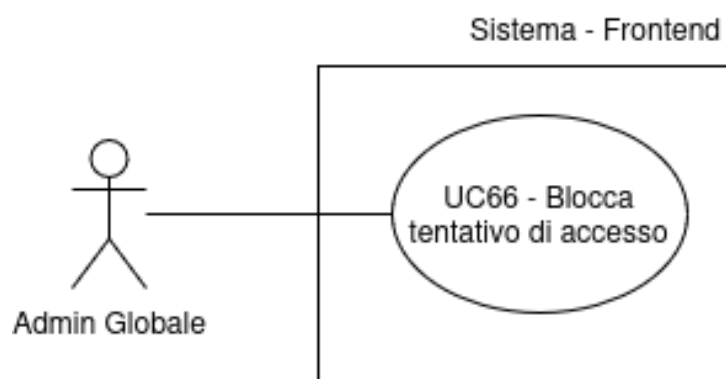 Sistema - Frontend
UC66 - Blocca
tentativo di accesso
Admin Globale